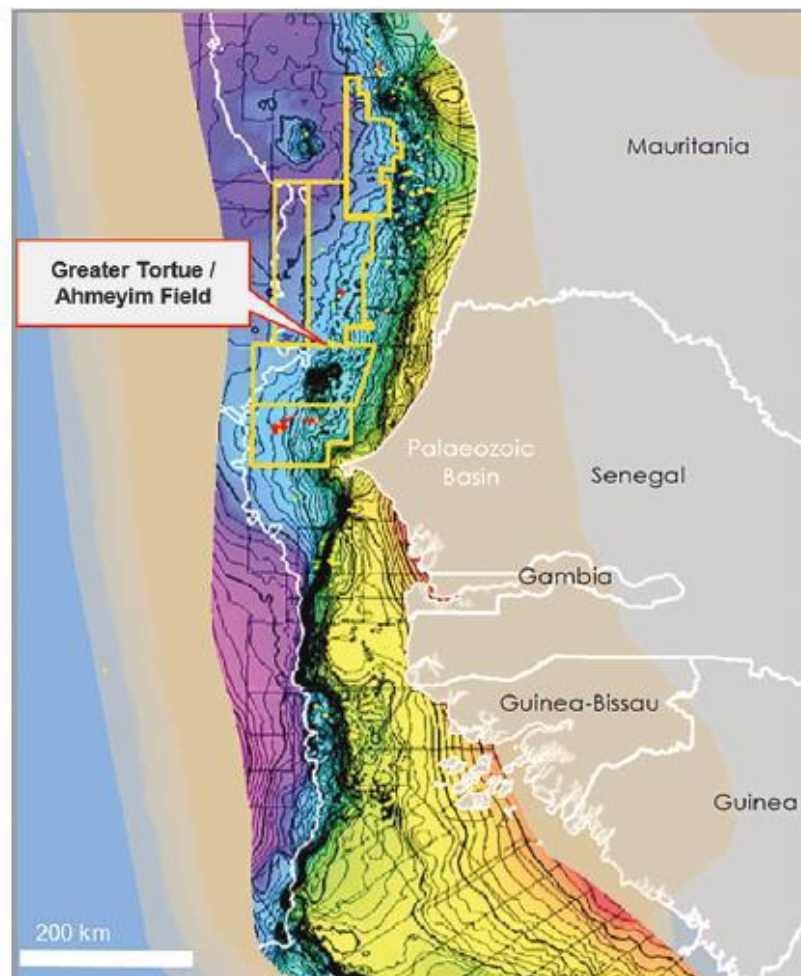 Mauritania
Greater Tortue /
Ahmeyim Field
Palaeozoic
Basin
Senegal
Gambia
Guinea-Bissau
Guinea
200 km